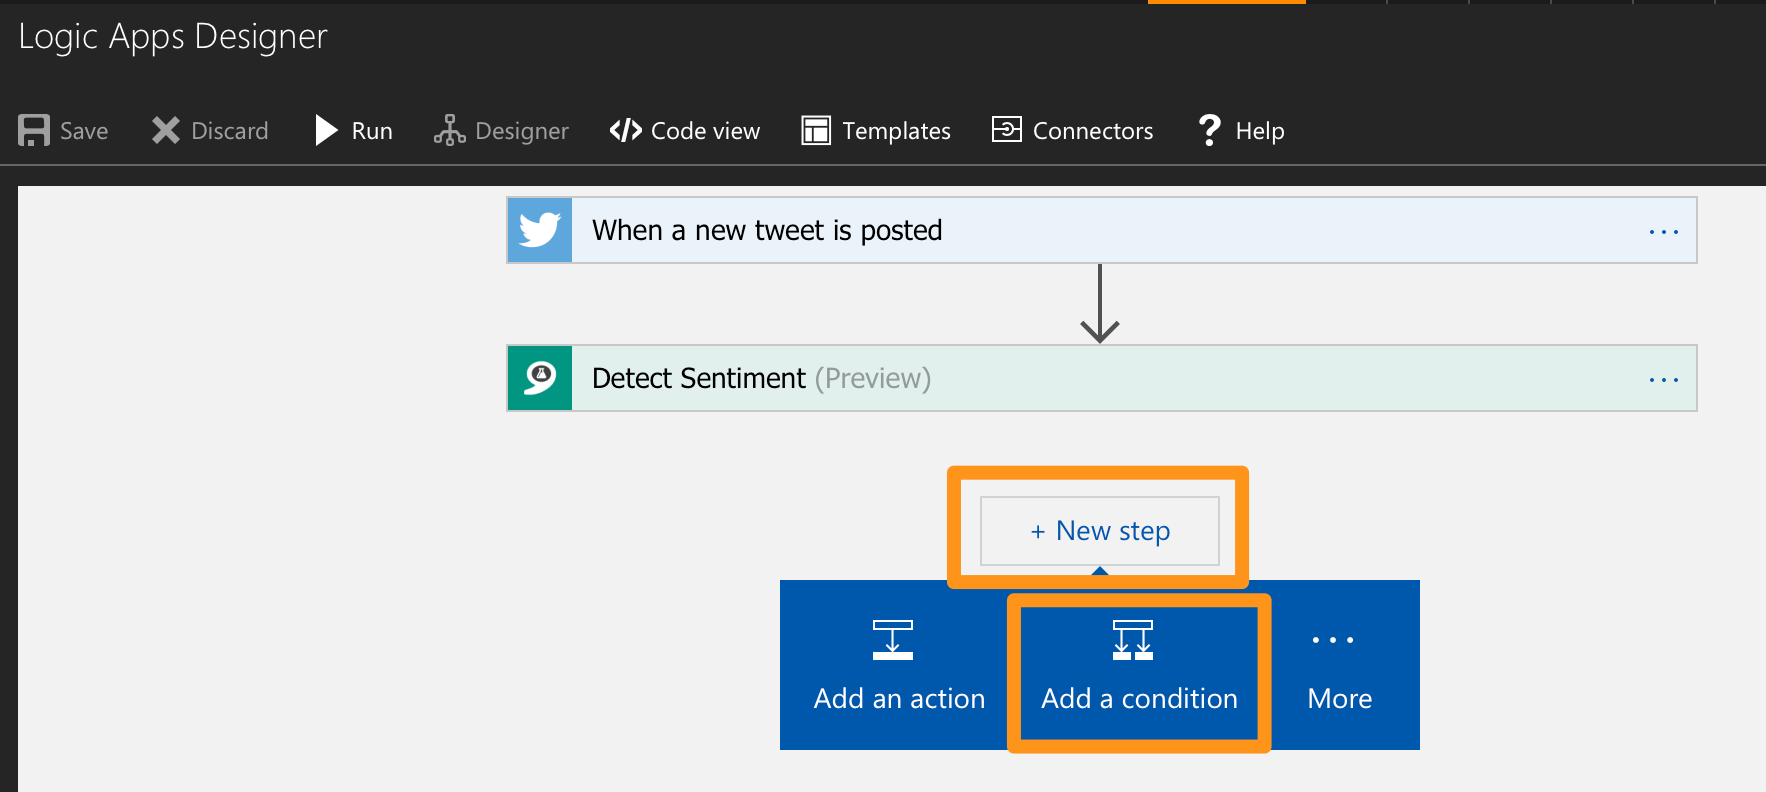 Logic Apps Designer
Save Discard Run Designer Code view Templates Connectors Help
When a new tweet is posted
Detect Sentiment (Preview)
+ New step
Add an action Add a condition More